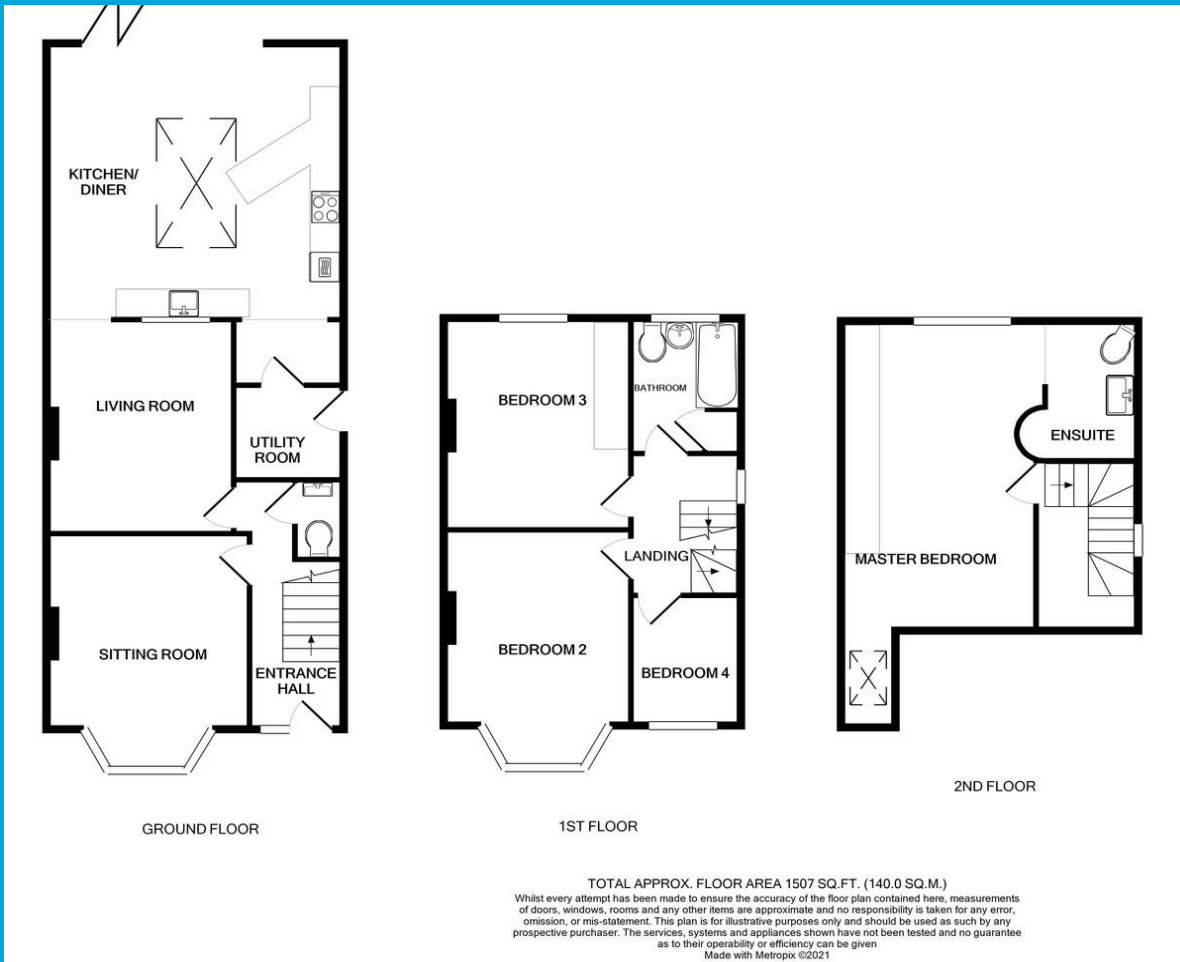 KITCHEN/
DINER
LIVING ROOM
UTILITY
ROOM
SITTING ROOM
ENTRANCE
HALL
GROUND FLOOR
BEDROOM 3
BATHROOM
LANDING
BEDROOM 2
BEDROOM 4
1ST FLOOR
ENSUITE
MASTER BEDROOM
2ND FLOOR
TOTAL APPROX. FLOOR AREA 1507 SQ.FT. (140.0 SQ.M.)
Whilst every attempt has been made to ensure the accuracy of the floor plan contained here, measurements
of doors, windows, rooms and any other items are approximate and no responsibility is taken for any error,
omission, or mis-statement. This plan is for illustrative purposes only and should be used as such by any
prospective purchaser. The services, systems and appliances shown have not been tested and no guarantee
as to their operability or efficiency can be given
Made with Metropix ©2021